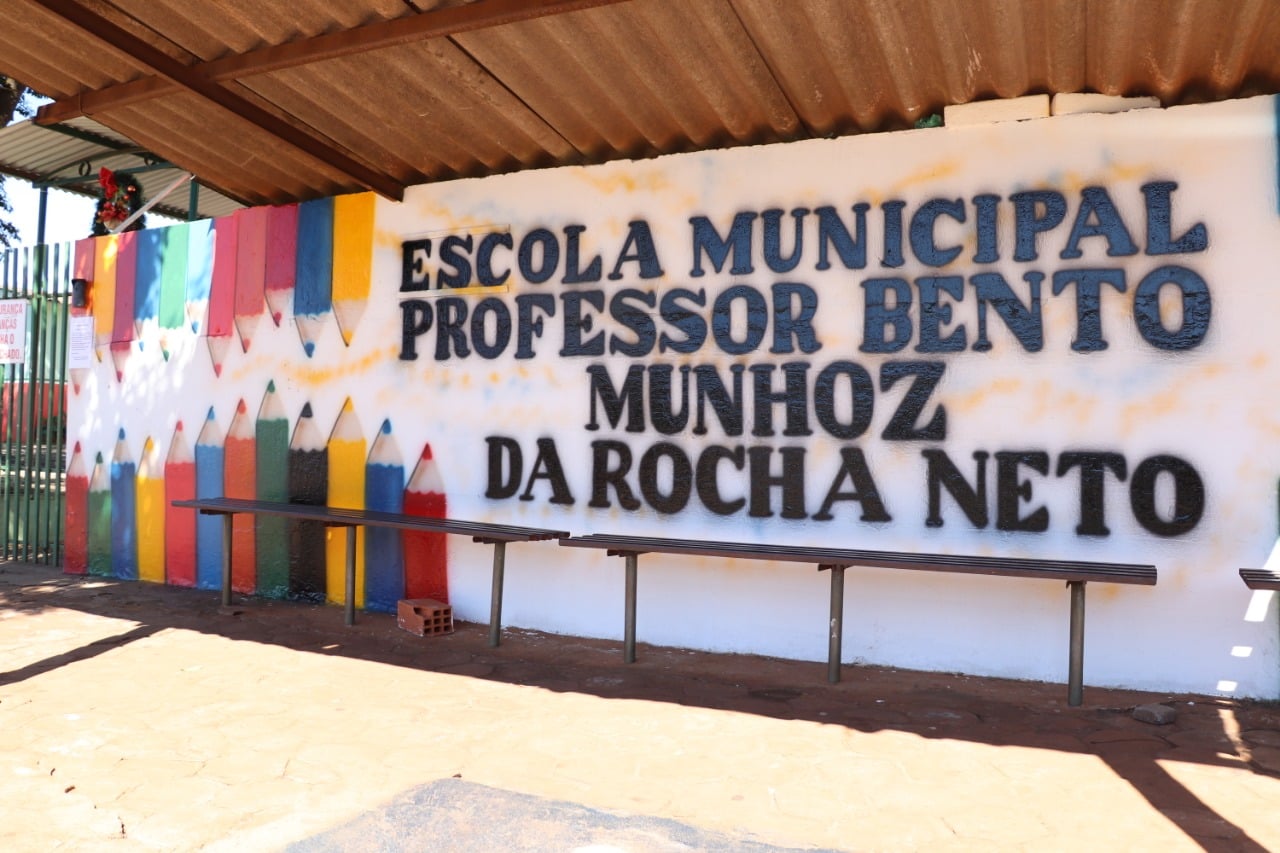 ESCOLA MUNICIPAL
PROFESSOR BENTO
MUNHOZ
DA ROCHA NETO